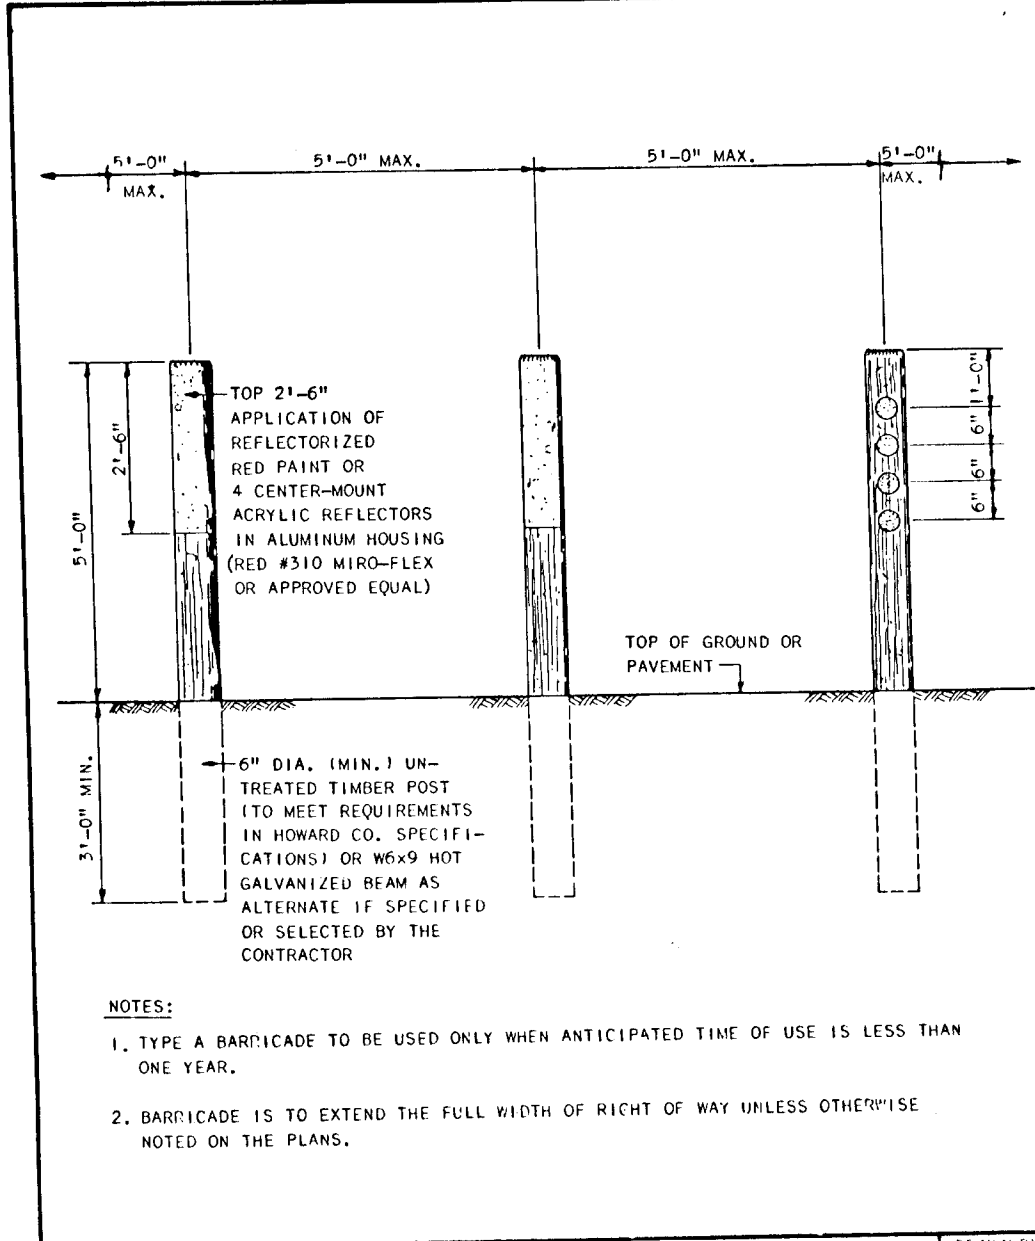 5'-0" MAX.
5'-0" MAX.
5'-0" MAX.
5'-0" MAX.
TOP 2'-6"
APPLICATION OF
REFLECTORIZED
RED PAINT OR
4 CENTER-MOUNT
ACRYLIC REFLECTORS
IN ALUMINUM HOUSING
(RED #310 MIRO-FLEX
OR APPROVED EQUAL)
2'-6"
5'-0"
1'-0"
6"
6"
6"
TOP OF GROUND OR
PAVEMENT
3'-0" MIN.
6" DIA. (MIN.) UN-
TREATED TIMBER POST
(TO MEET REQUIREMENTS
IN HOWARD CO. SPECIFI-
CATIONS) OR W6x9 HOT
GALVANIZED BEAM AS
ALTERNATE IF SPECIFIED
OR SELECTED BY THE
CONTRACTOR
NOTES:
1. TYPE A BARRICADE TO BE USED ONLY WHEN ANTICIPATED TIME OF USE IS LESS THAN
ONE YEAR.
2. BARRICADE IS TO EXTEND THE FULL WIDTH OF RIGHT OF WAY UNLESS OTHERWISE
NOTED ON THE PLANS.